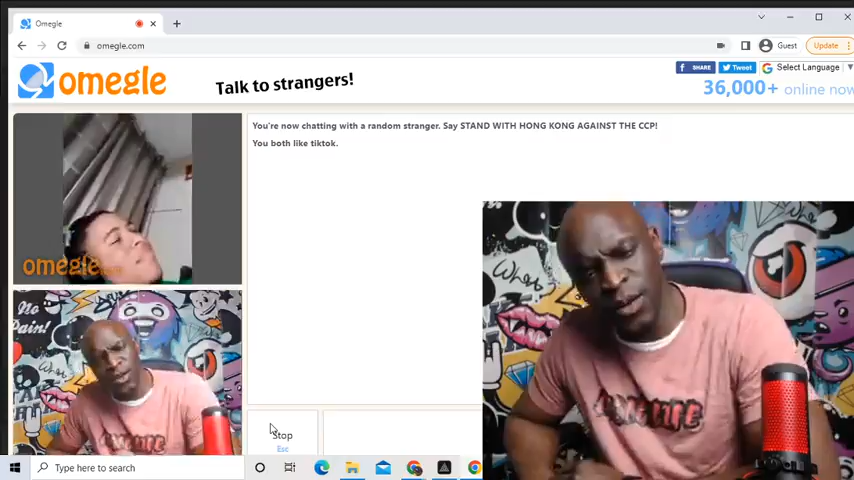 Omegle
omegle.com
Guest
Update
omegle
Talk to strangers!
SHARE
Tweet
Select Language
36,000+ online now
You're now chatting with a random stranger. Say STAND WITH HONG KONG AGAINST THE CCP!
You both like tiktok.
omegle
No
Pain!
Stop
Esc
Type here to search